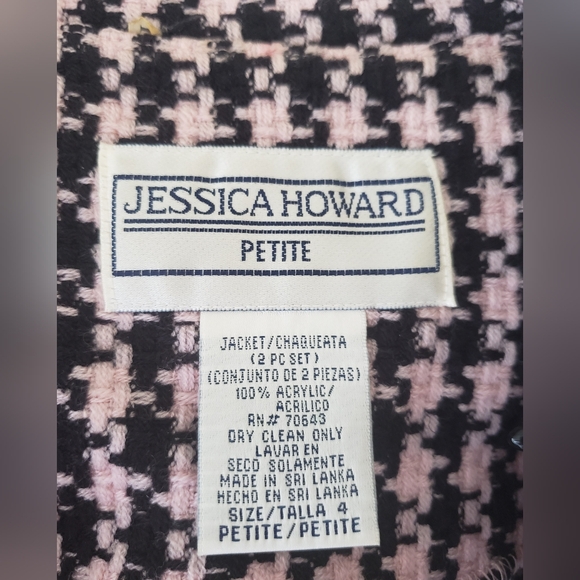 JESSICA HOWARD
PETITE
JACKET/CHAQUEATA
(2 PC SET)
(CONJUNTO DE 2 PIEZAS)
100% ACRYLIC/
ACRILICO
RN# 70643
DRY CLEAN ONLY
LAVAR EN
SECO SOLAMENTE
MADE IN SRI LANKA
HECHO EN SRI LANKA
SIZE/TALLA 4
PETITE/PETITE